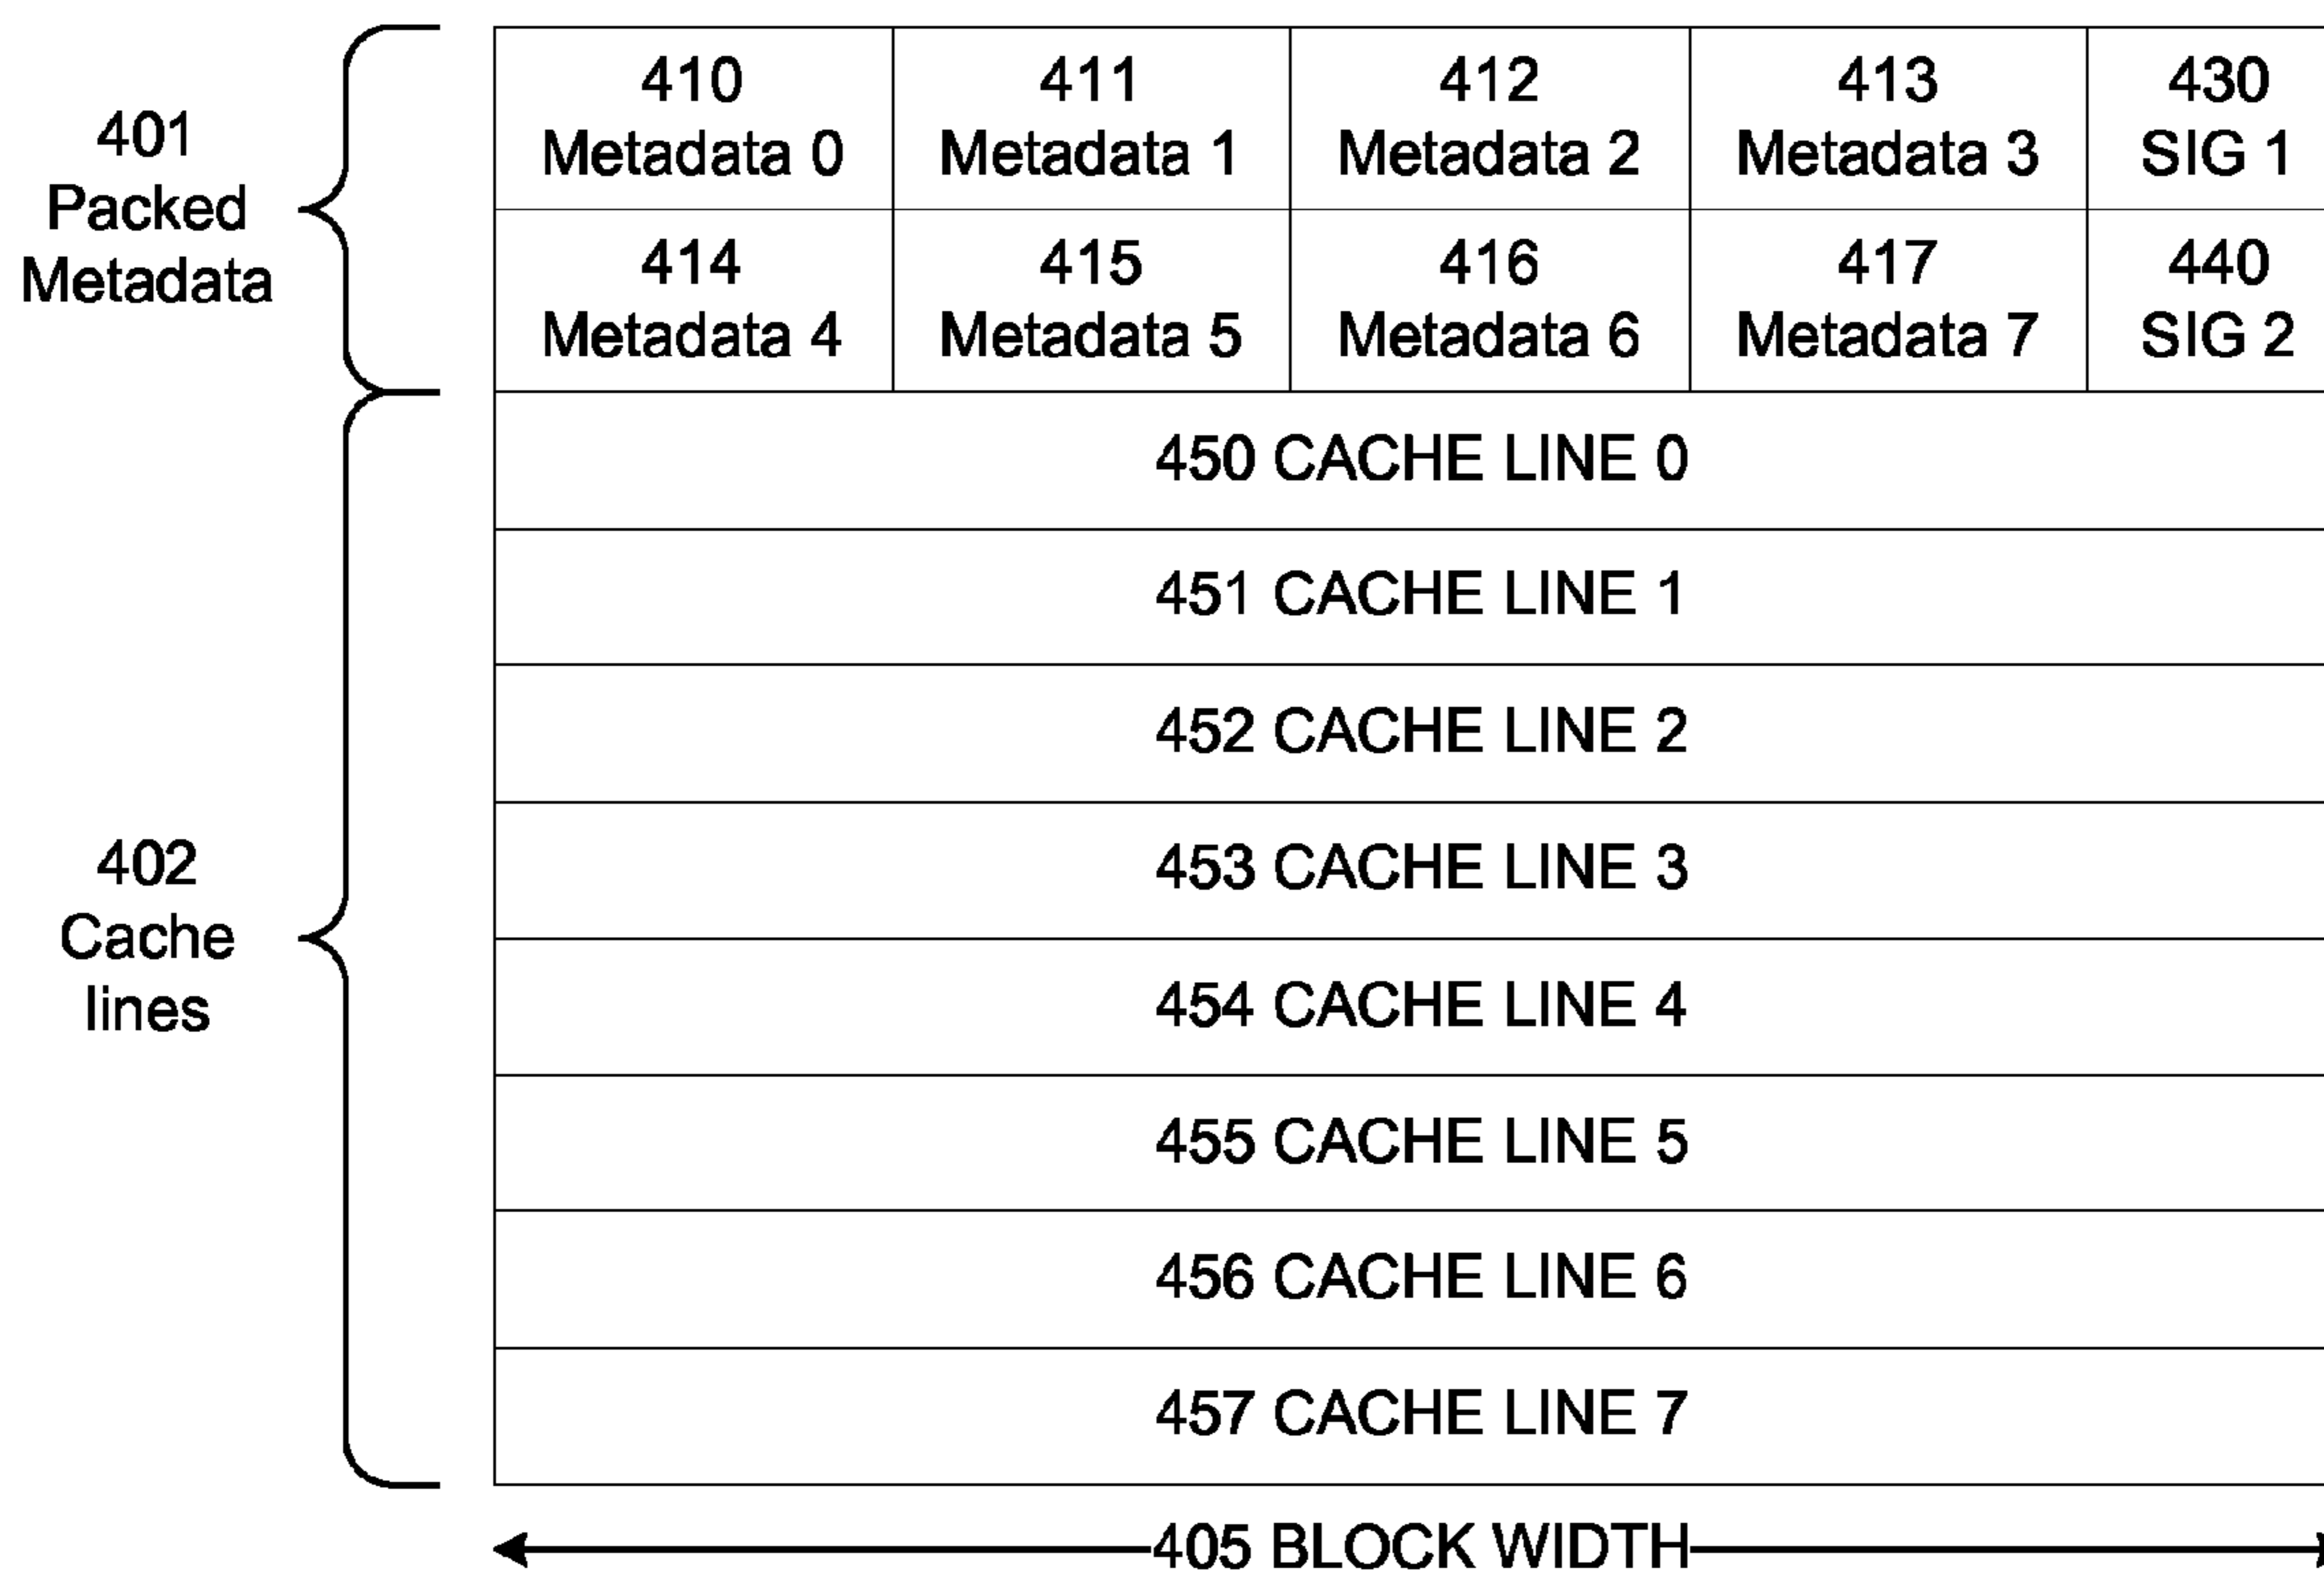 401
Packed
Metadata
410
Metadata 0
411
Metadata 1
412
Metadata 2
413
Metadata 3
430
SIG 1
414
Metadata 4
415
Metadata 5
416
Metadata 6
417
Metadata 7
440
SIG 2
402
Cache
lines
450 CACHE LINE 0
451 CACHE LINE 1
452 CACHE LINE 2
453 CACHE LINE 3
454 CACHE LINE 4
455 CACHE LINE 5
456 CACHE LINE 6
457 CACHE LINE 7
405 BLOCK WIDTH